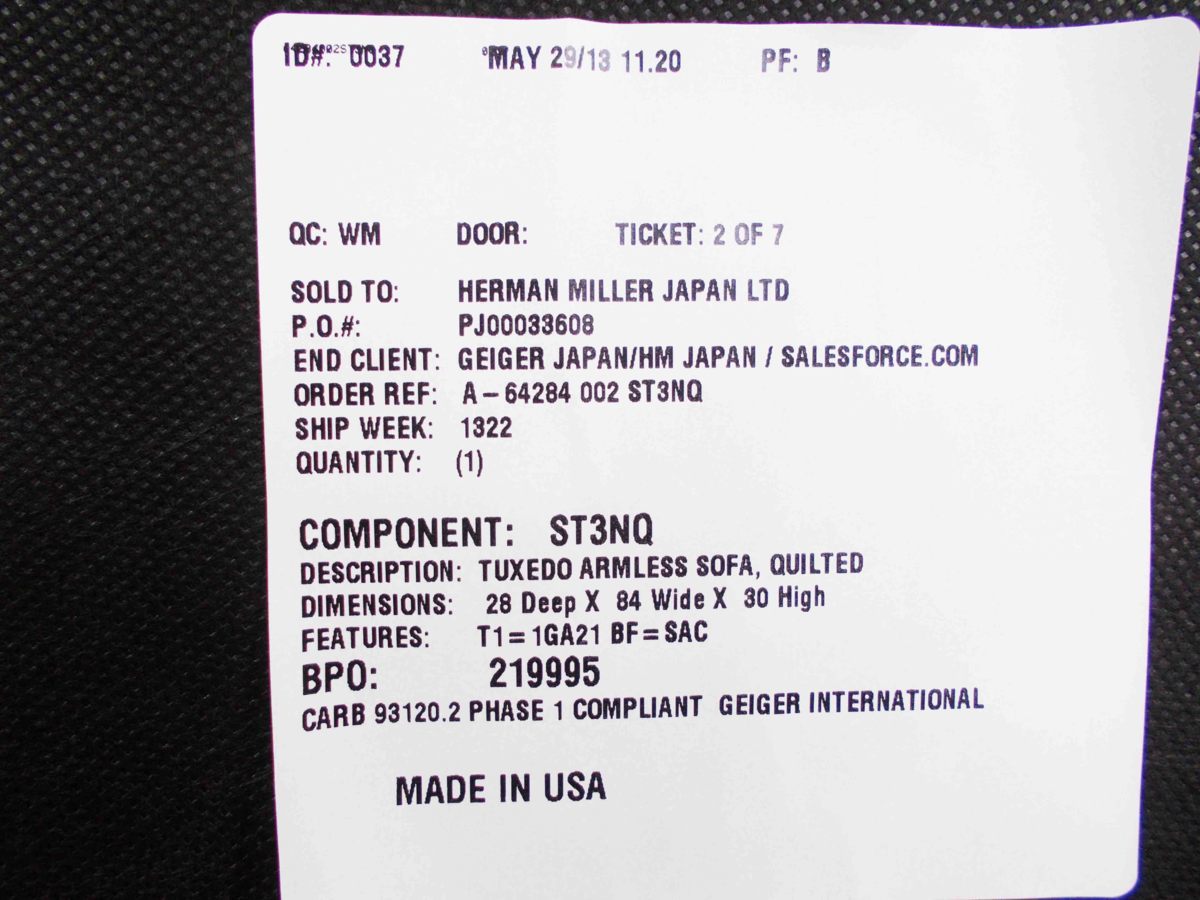 ID#: 0037 MAY 29/13 11.20 PF: B
QC: WM DOOR: TICKET: 2 OF 7
SOLD TO: HERMAN MILLER JAPAN LTD
P.O.#: PJ00033608
END CLIENT: GEIGER JAPAN/HM JAPAN / SALESFORCE.COM
ORDER REF: A-64284 002 ST3NQ
SHIP WEEK: 1322
QUANTITY: (1)
COMPONENT: ST3NQ
DESCRIPTION: TUXEDO ARMLESS SOFA, QUILTED
DIMENSIONS: 28 Deep X 84 Wide X 30 High
FEATURES: T1=1GA21 BF=SAC
BPO: 219995
CARB 93120.2 PHASE 1 COMPLIANT GEIGER INTERNATIONAL
MADE IN USA